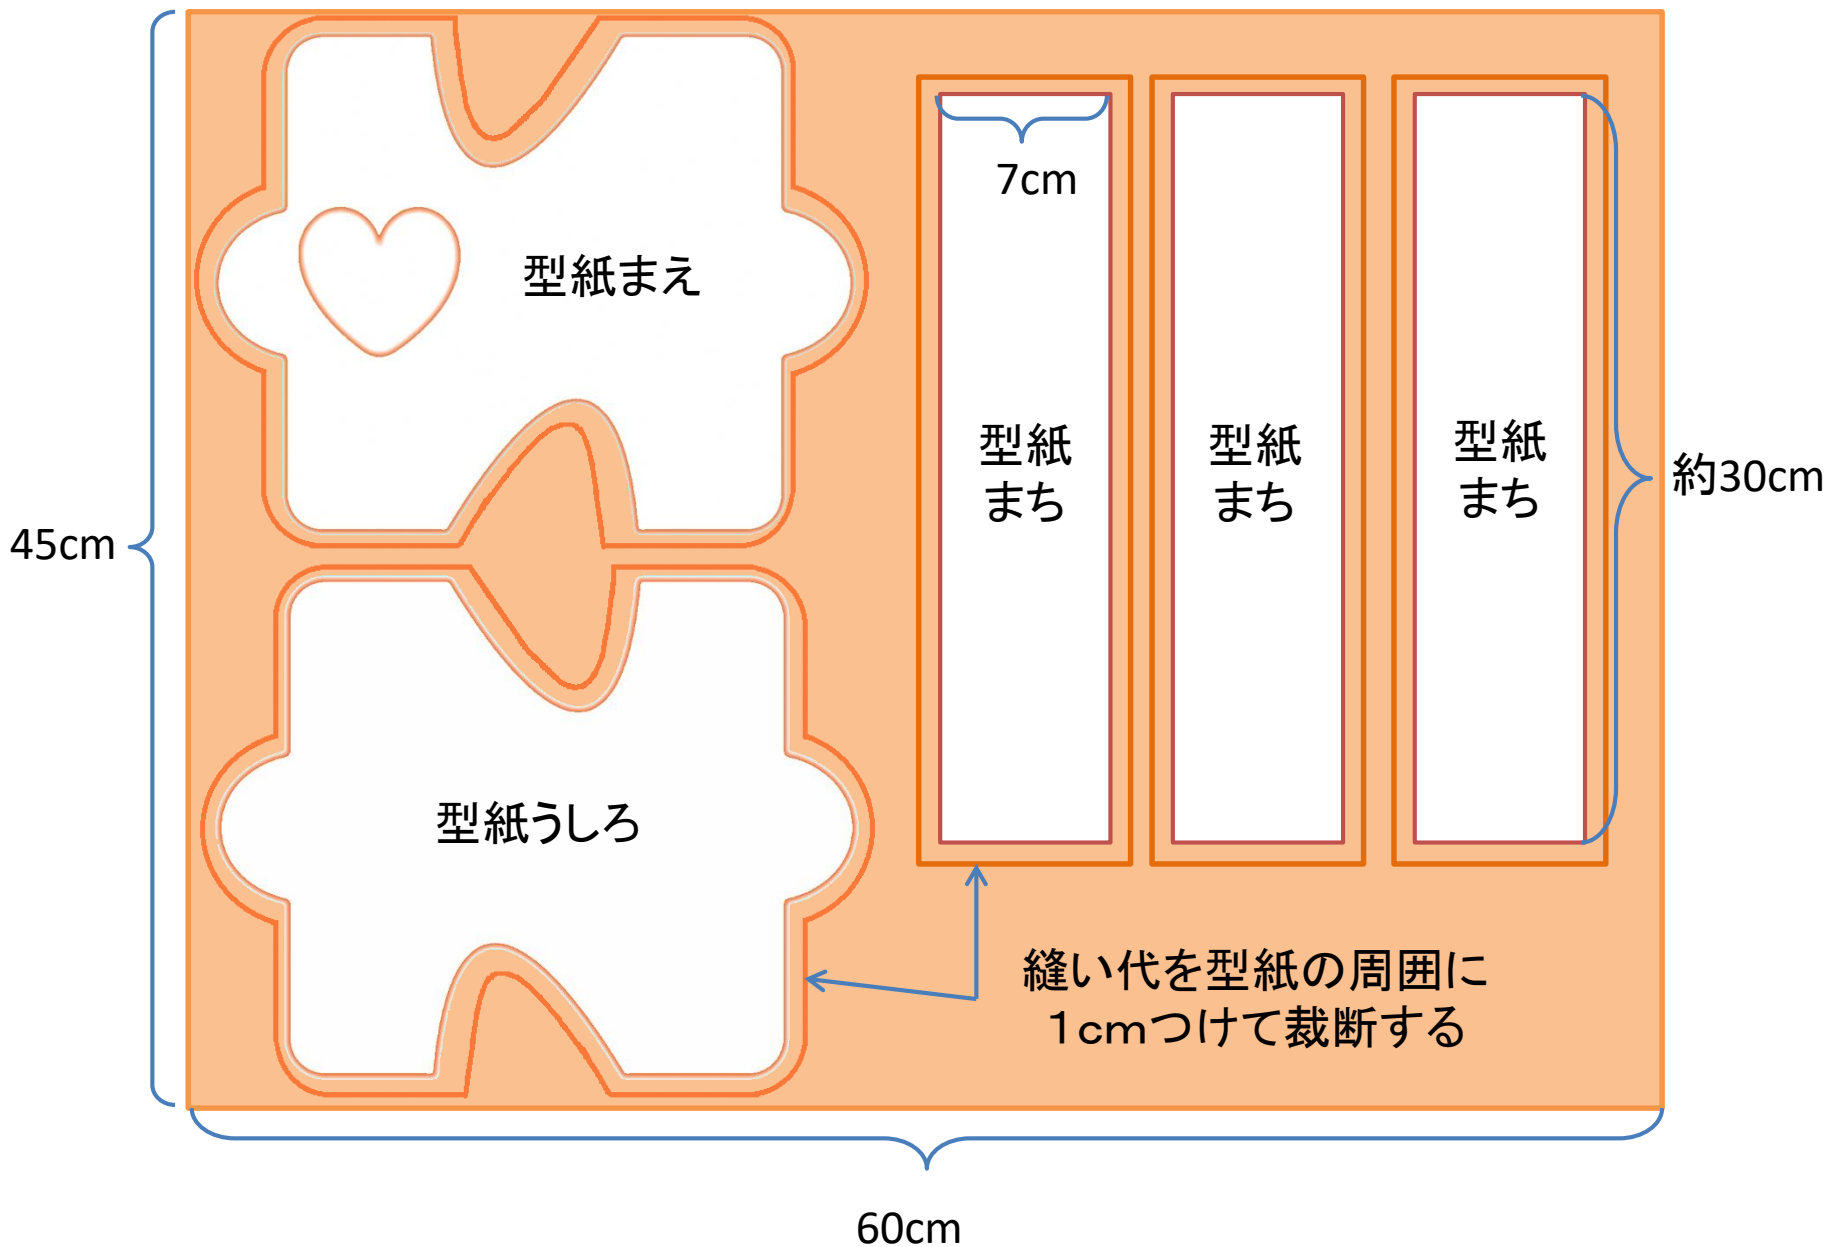 7cm
型紙まえ
型紙
まち
型紙
まち
型紙
まち
約30cm
45cm
型紙うしろ
縫い代を型紙の周囲に
１ｃｍつけて裁断する
60cm